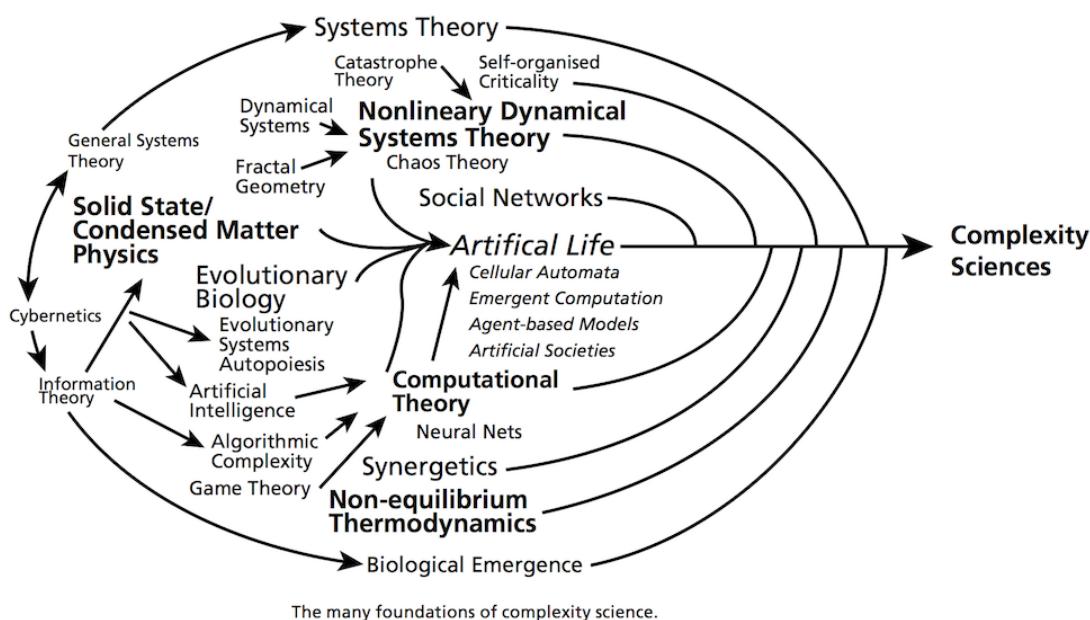 Systems Theory
Catastrophe
Theory
Self-organised
Criticality
Dynamical
Systems
Nonlineary Dynamical
Systems Theory
Chaos Theory
General Systems
Theory
Fractal
Geometry
Solid State/
Condensed Matter
Physics
Social Networks
Artifical Life
Complexity
Sciences
Cellular Automata
Emergent Computation
Agent-based Models
Artificial Societies
Evolutionary
Biology
Cybernetics
Evolutionary
Systems
Autopoiesis
Information
Theory
Artificial
Intelligence
Computational
Theory
Neural Nets
Algorithmic
Complexity
Game Theory
Synergetics
Non-equilibrium
Thermodynamics
Biological Emergence
The many foundations of complexity science.